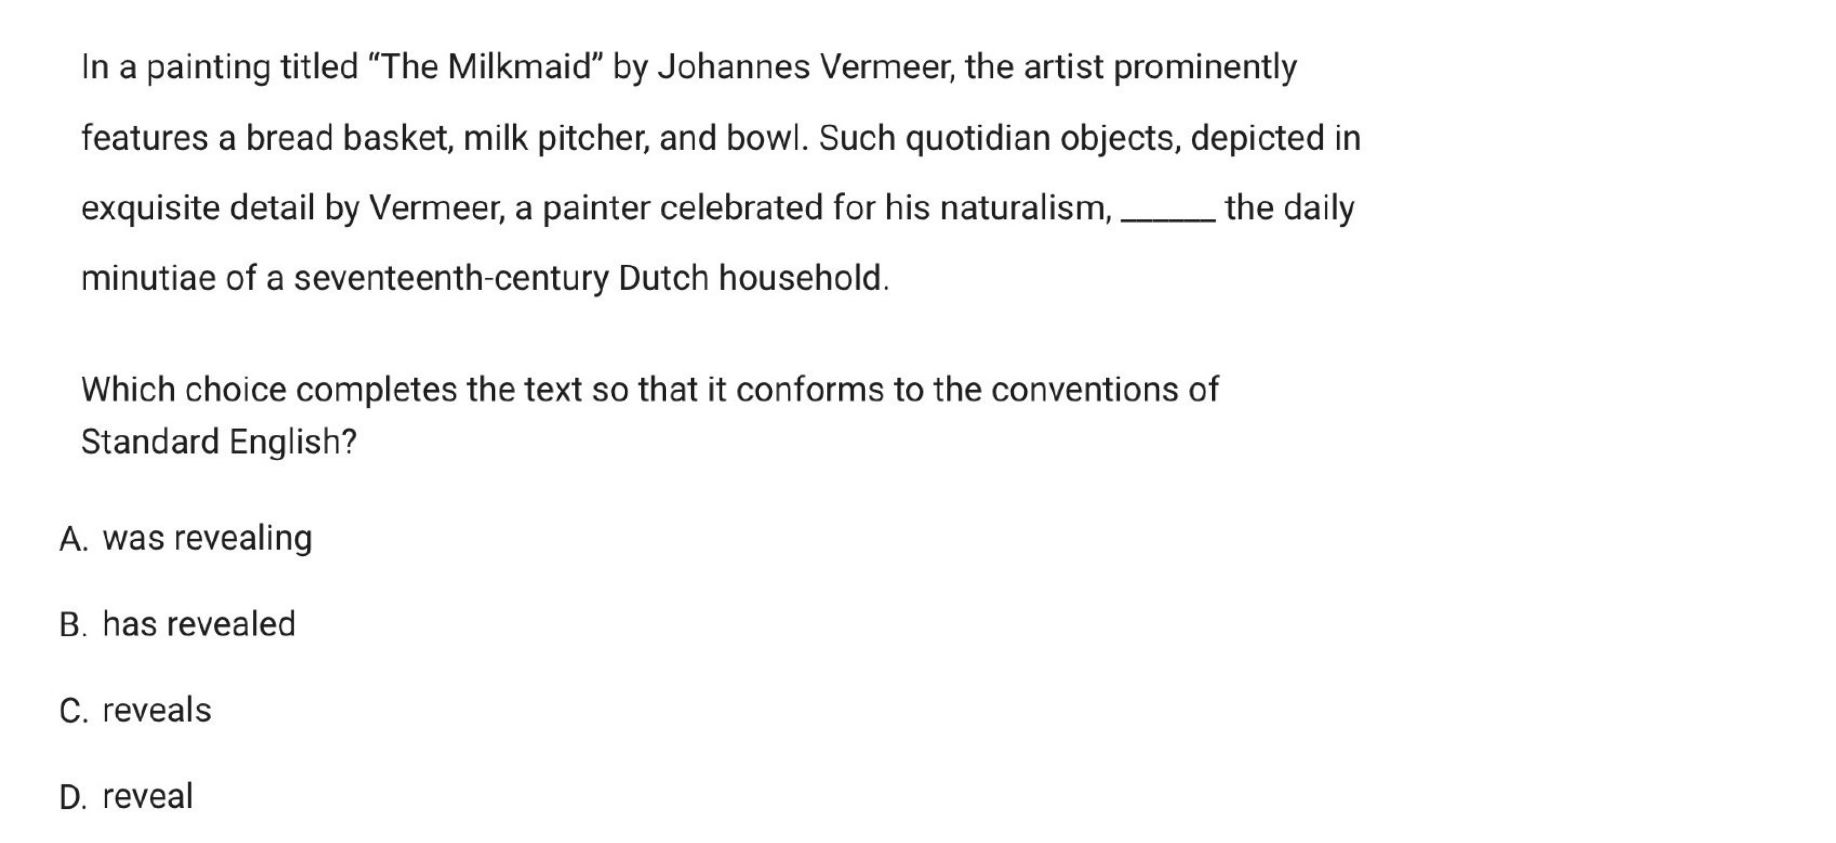 In a painting titled “The Milkmaid” by Johannes Vermeer, the artist prominently
features a bread basket, milk pitcher, and bowl. Such quotidian objects, depicted in
exquisite detail by Vermeer, a painter celebrated for his naturalism, ______ the daily
minutiae of a seventeenth-century Dutch household.
Which choice completes the text so that it conforms to the conventions of
Standard English?
A. was revealing
B. has revealed
C. reveals
D. reveal